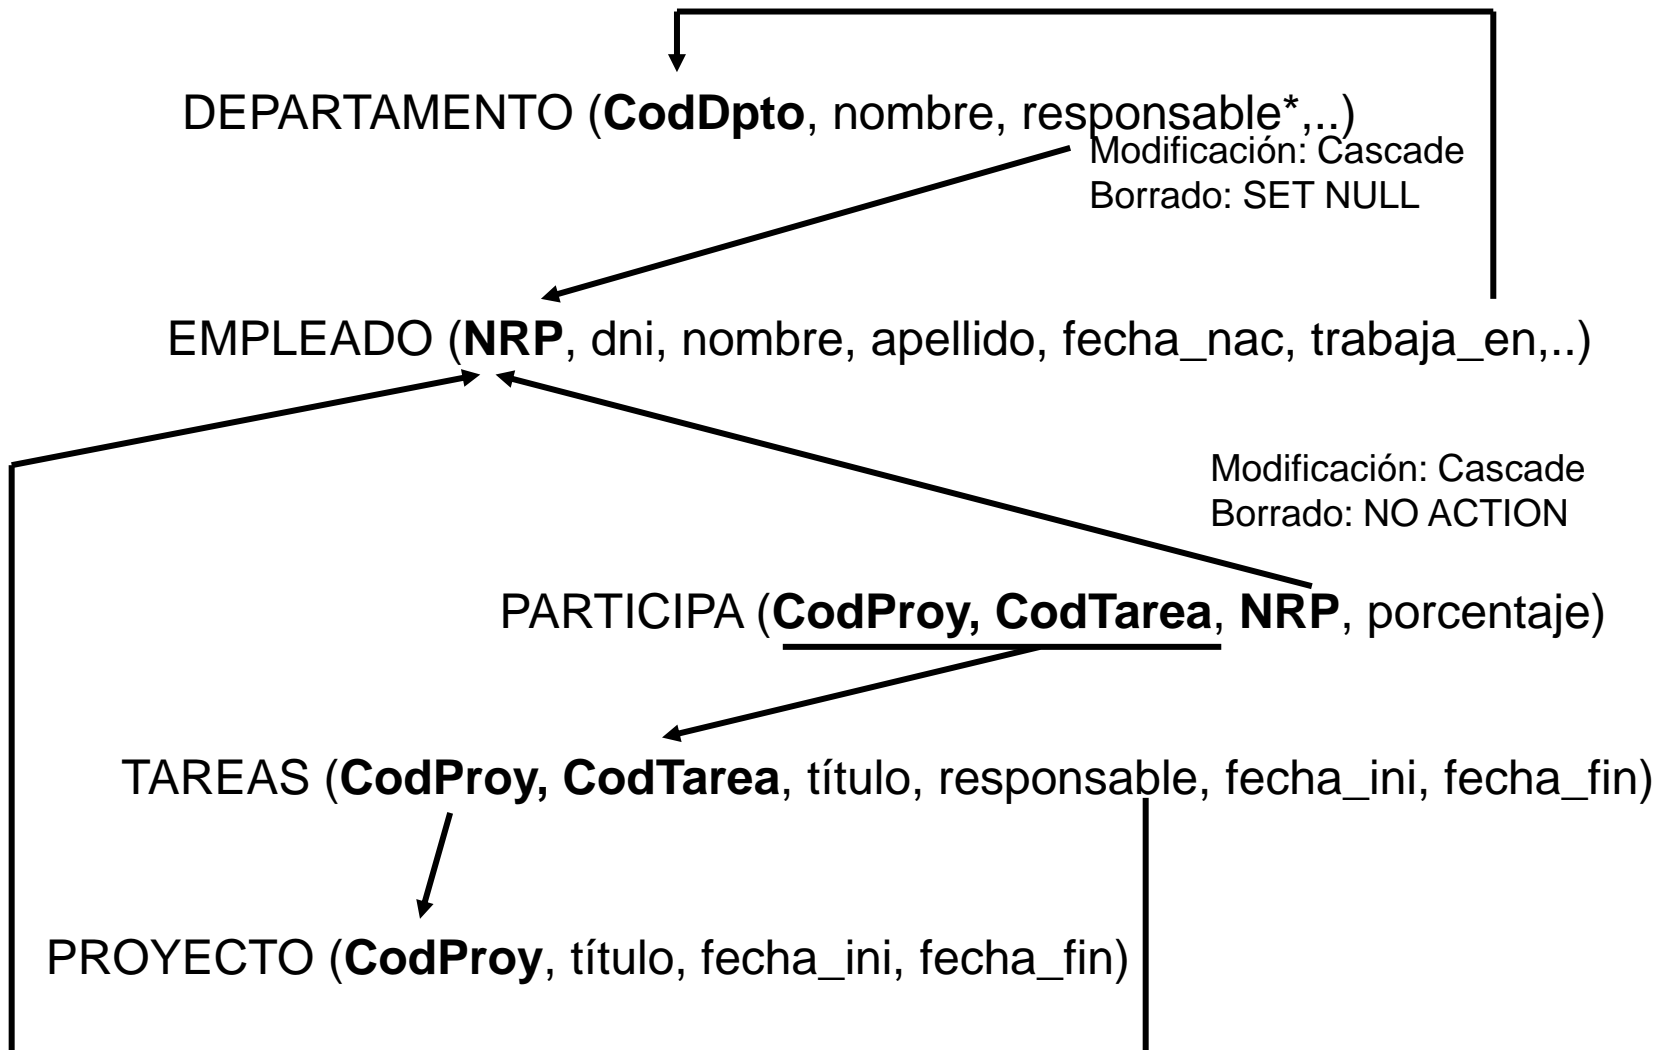 DEPARTAMENTO (CodDpto, nombre, responsable*,..)
Modificación: Cascade
Borrado: SET NULL
EMPLEADO (NRP, dni, nombre, apellido, fecha_nac, trabaja_en,..)
Modificación: Cascade
Borrado: NO ACTION
PARTICIPA (CodProy, CodTarea, NRP, porcentaje)
TAREAS (CodProy, CodTarea, título, responsable, fecha_ini, fecha_fin)
PROYECTO (CodProy, título, fecha_ini, fecha_fin)